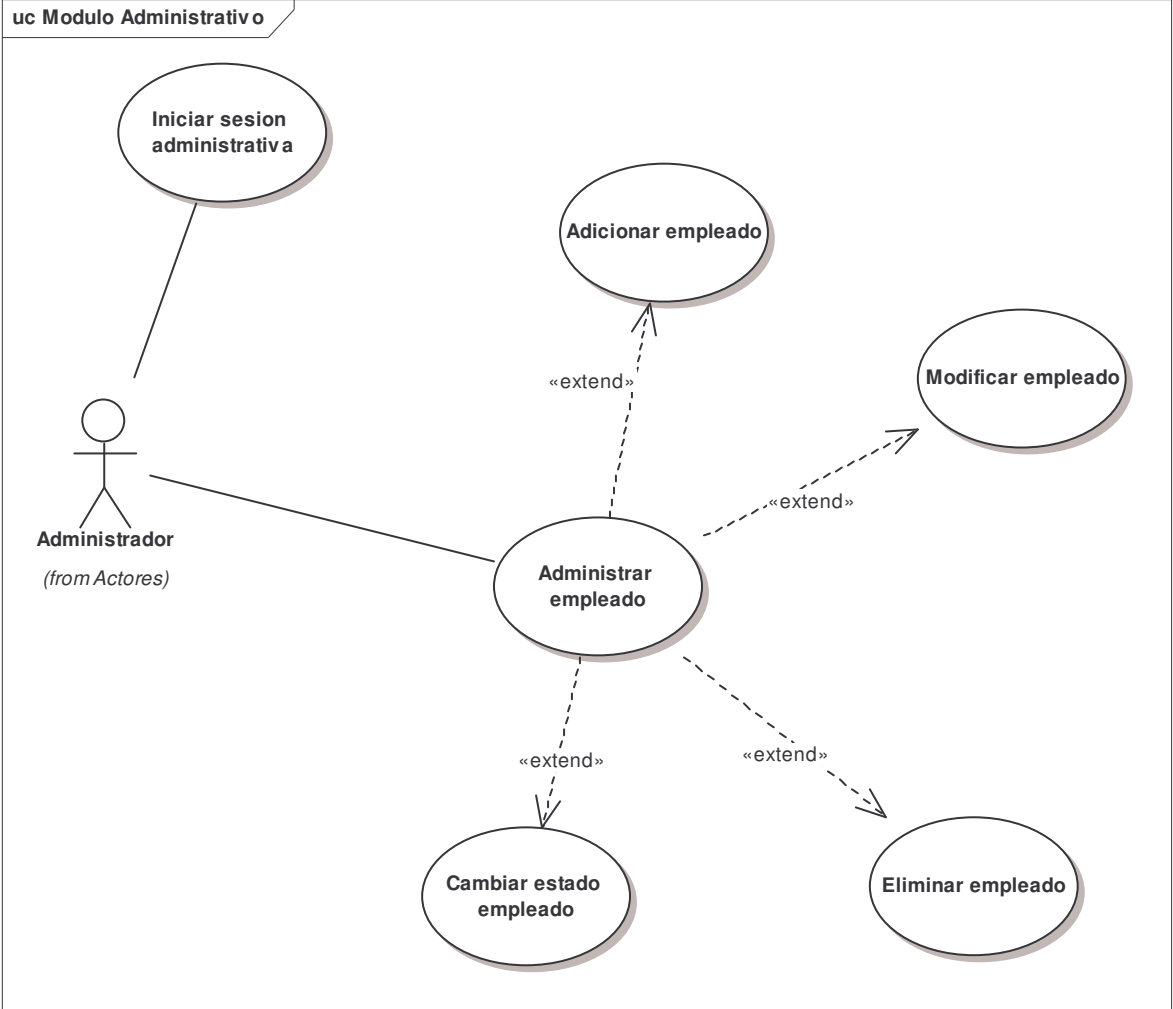 uc Modulo Administrativo
Iniciar sesion
administrativa
Adicionar empleado
Modificar empleado
«extend»
«extend»
Administrador
(from Actores)
Administrar
empleado
«extend»
«extend»
Cambiar estado
empleado
Eliminar empleado